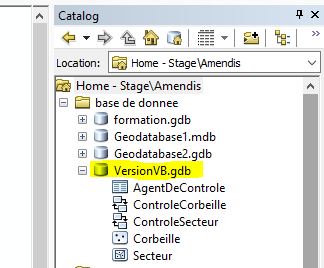 Catalog
Location: Home - Stage\Amendis
Home - Stage\Amendis
base de donnee
formation.gdb
Geodatabase1.mdb
Geodatabase2.gdb
VersionVB.gdb
AgentDeControle
ControleCorbeille
ControleSecteur
Corbeille
Secteur